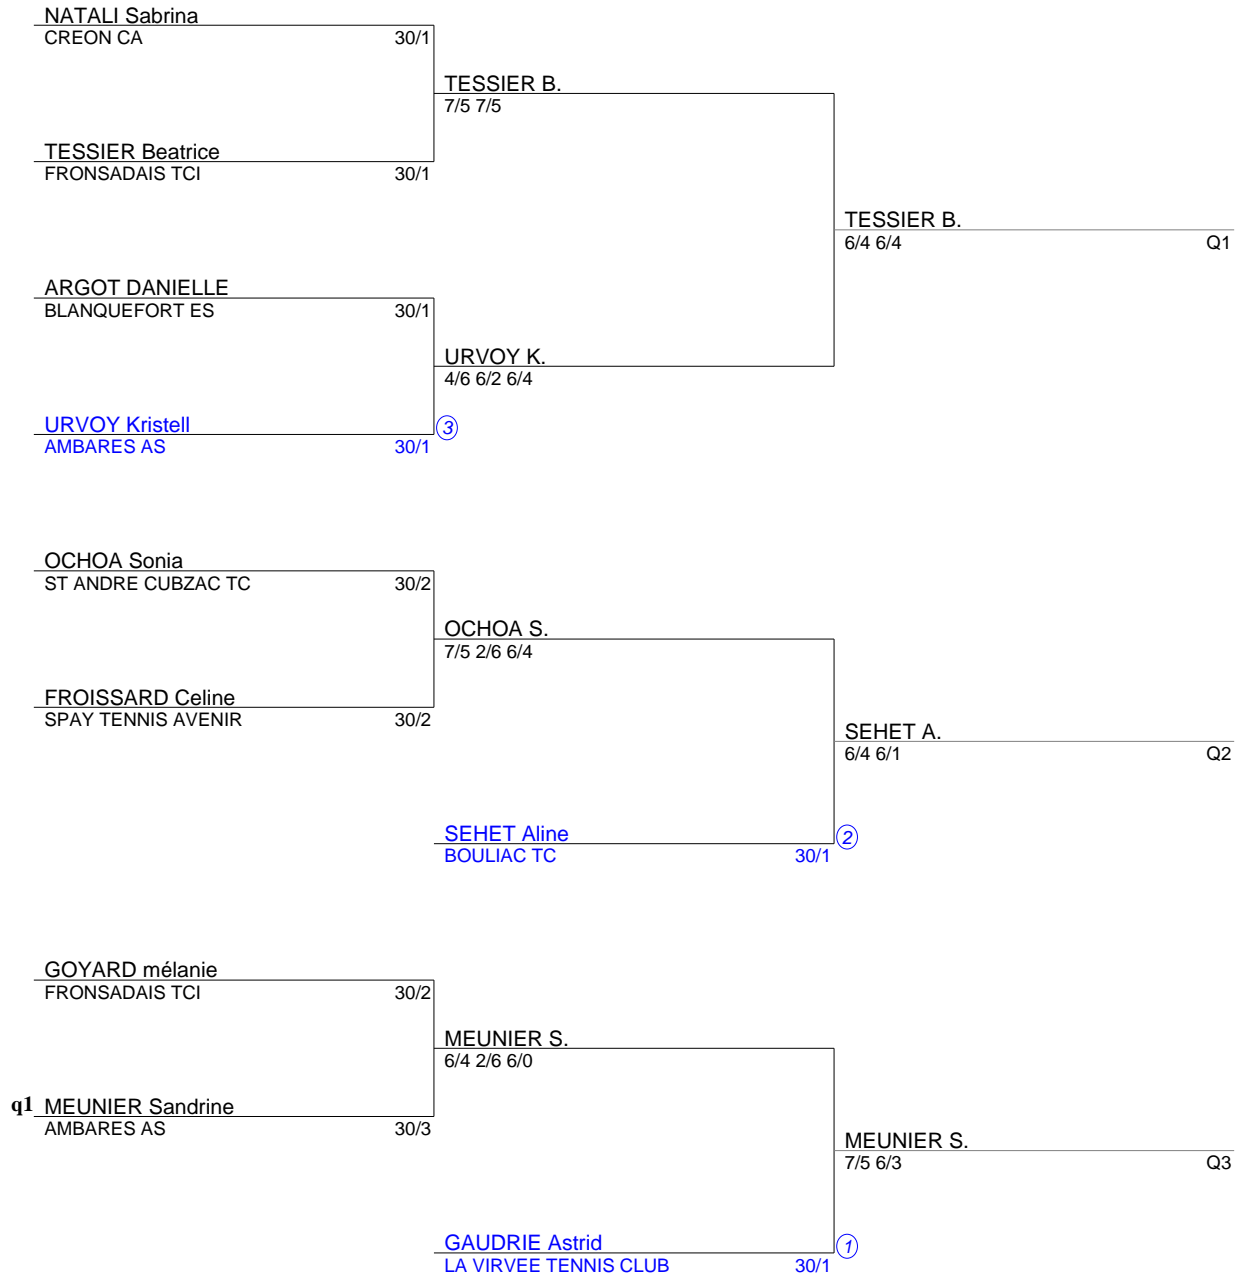 NATALI Sabrina
CREON CA 30/1
TESSIER B.
7/5 7/5
TESSIER Beatrice
FRONSADAIS TCI 30/1
TESSIER B.
6/4 6/4 Q1
ARGOT DANIELLE
BLANQUEFORT ES 30/1
URVOY K.
4/6 6/2 6/4
URVOY Kristell 3
AMBARES AS 30/1
OCHOA Sonia
ST ANDRE CUBZAC TC 30/2
OCHOA S.
7/5 2/6 6/4
FROISSARD Celine
SPAY TENNIS AVENIR 30/2
SEHET A.
6/4 6/1 Q2
SEHET Aline 2
BOULIAC TC 30/1
GOYARD mélanie
FRONSADAIS TCI 30/2
MEUNIER S.
6/4 2/6 6/0
q1 MEUNIER Sandrine
AMBARES AS 30/3
MEUNIER S.
7/5 6/3 Q3
GAUDRIE Astrid 1
LA VIRVEE TENNIS CLUB 30/1